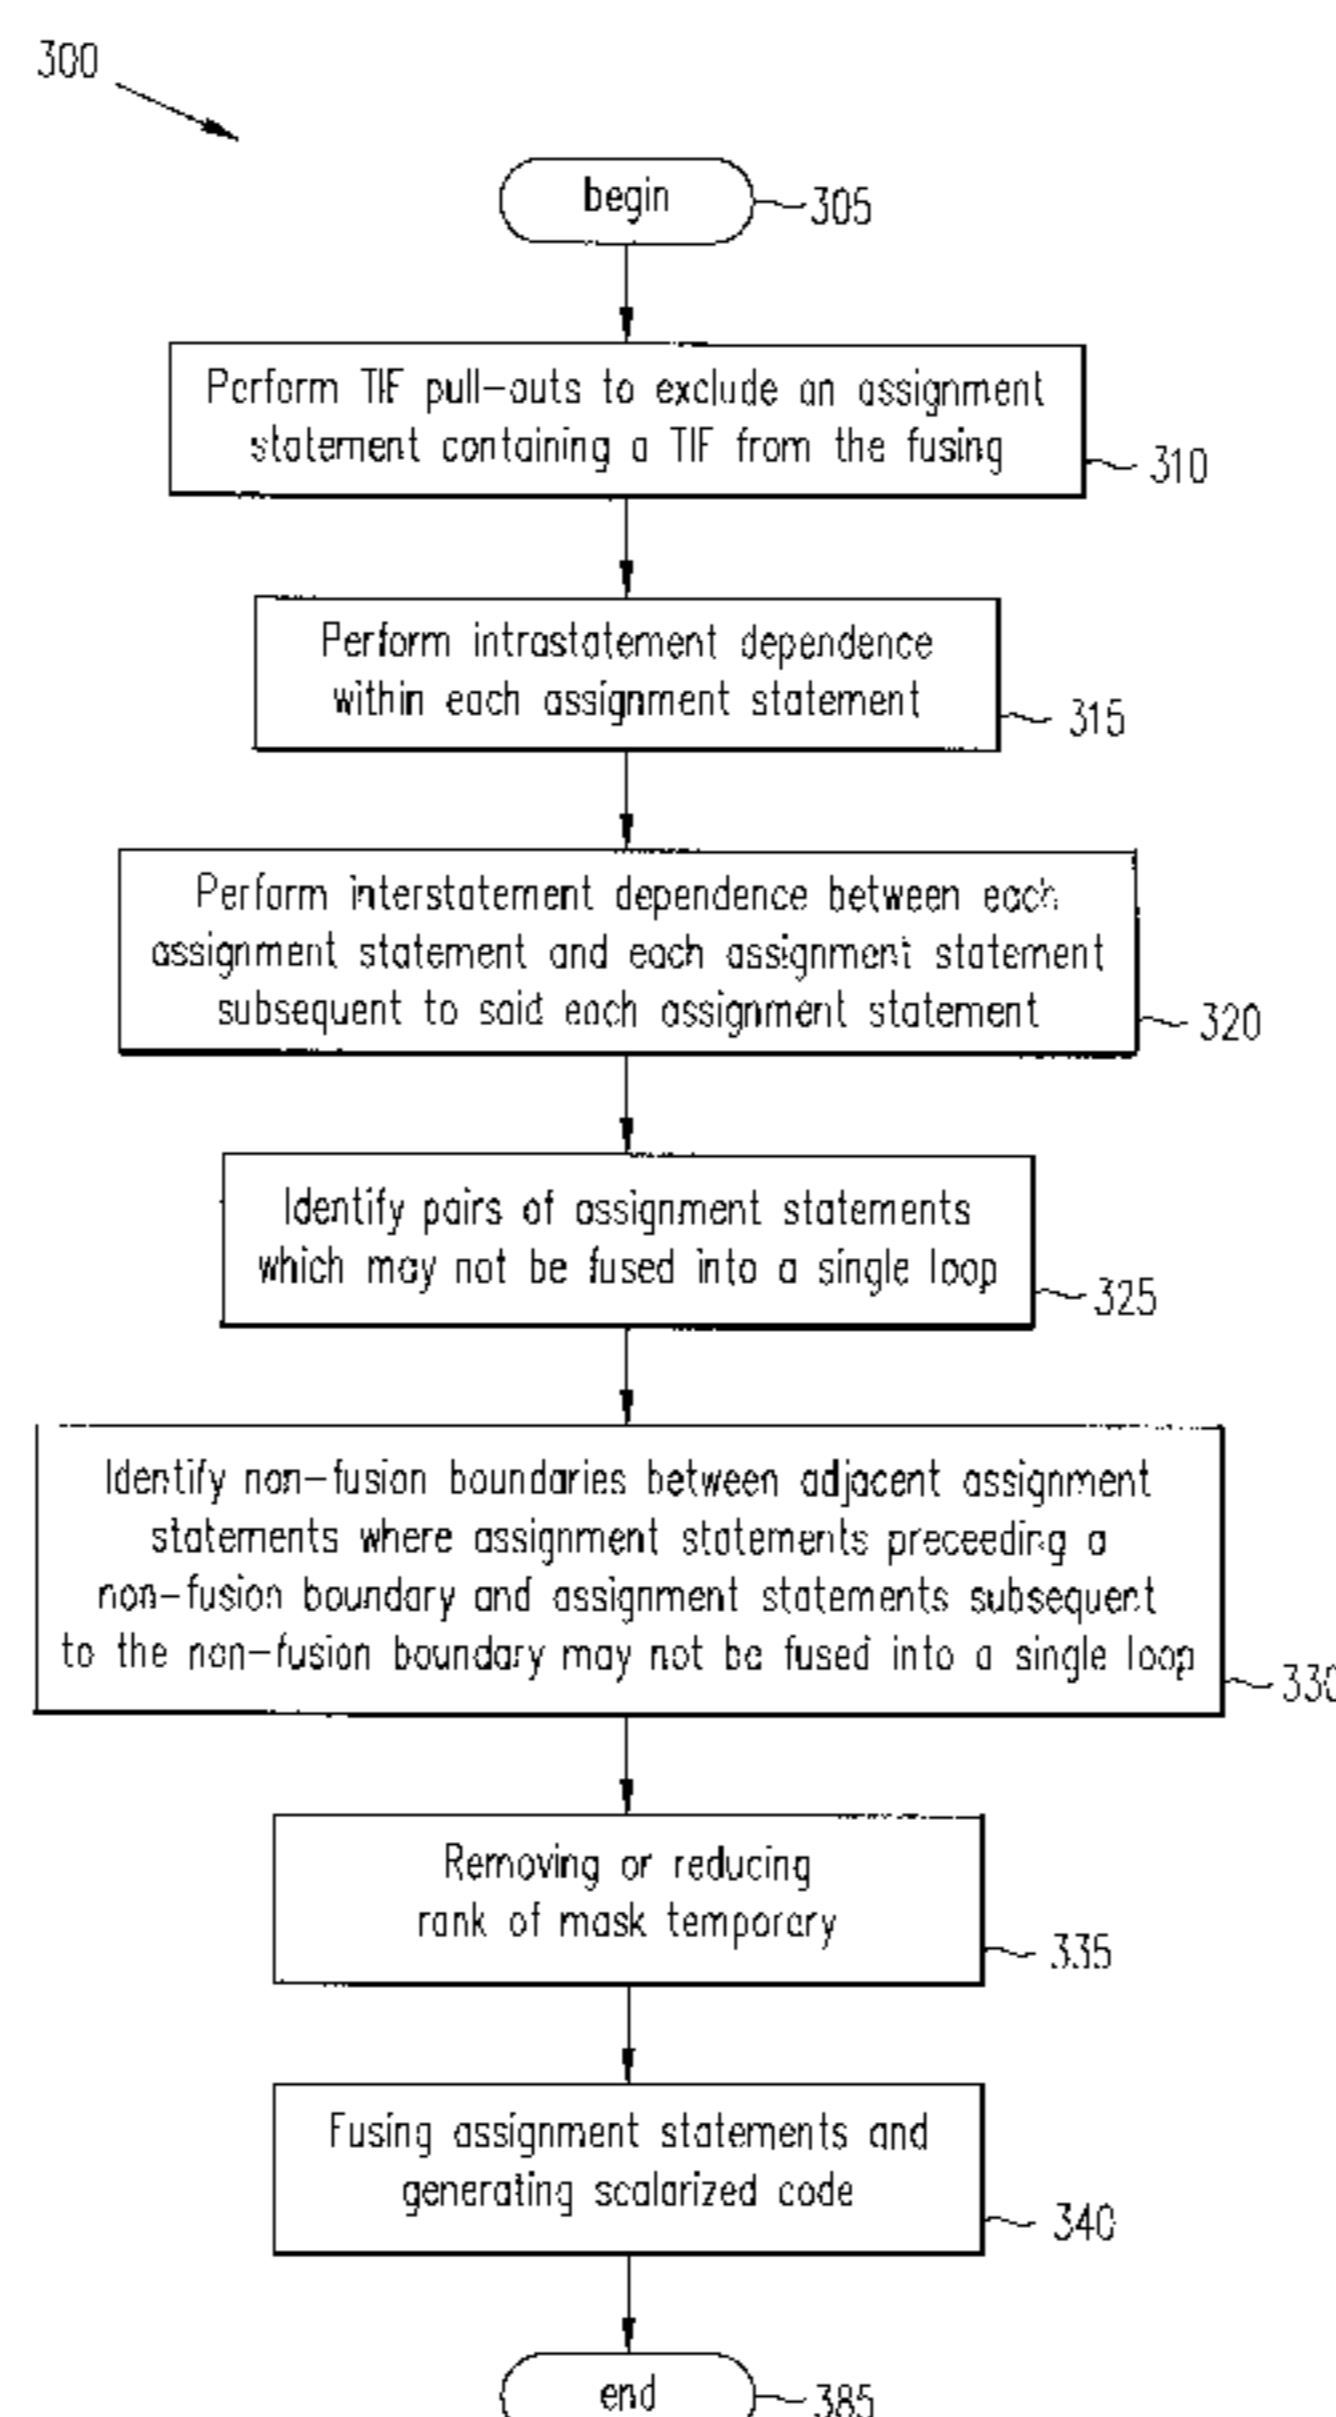 300
begin
305
Perform TIF pull-outs to exclude an assignment
statement containing a TIF from the fusing
310
Perform intrastatement dependence
within each assignment statement
315
Perform interstatement dependence between each
assignment statement and each assignment statement
subsequent to said each assignment statement
320
Identify pairs of assignment statements
which may not be fused into a single loop
325
Identify non-fusion boundaries between adjacent assignment
statements where assignment statements preceeding a
non-fusion boundary and assignment statements subsequent
to the non-fusion boundary may not be fused into a single loop
330
Removing or reducing
rank of mask temporary
335
Fusing assignment statements and
generating scalarized code
340
end
385